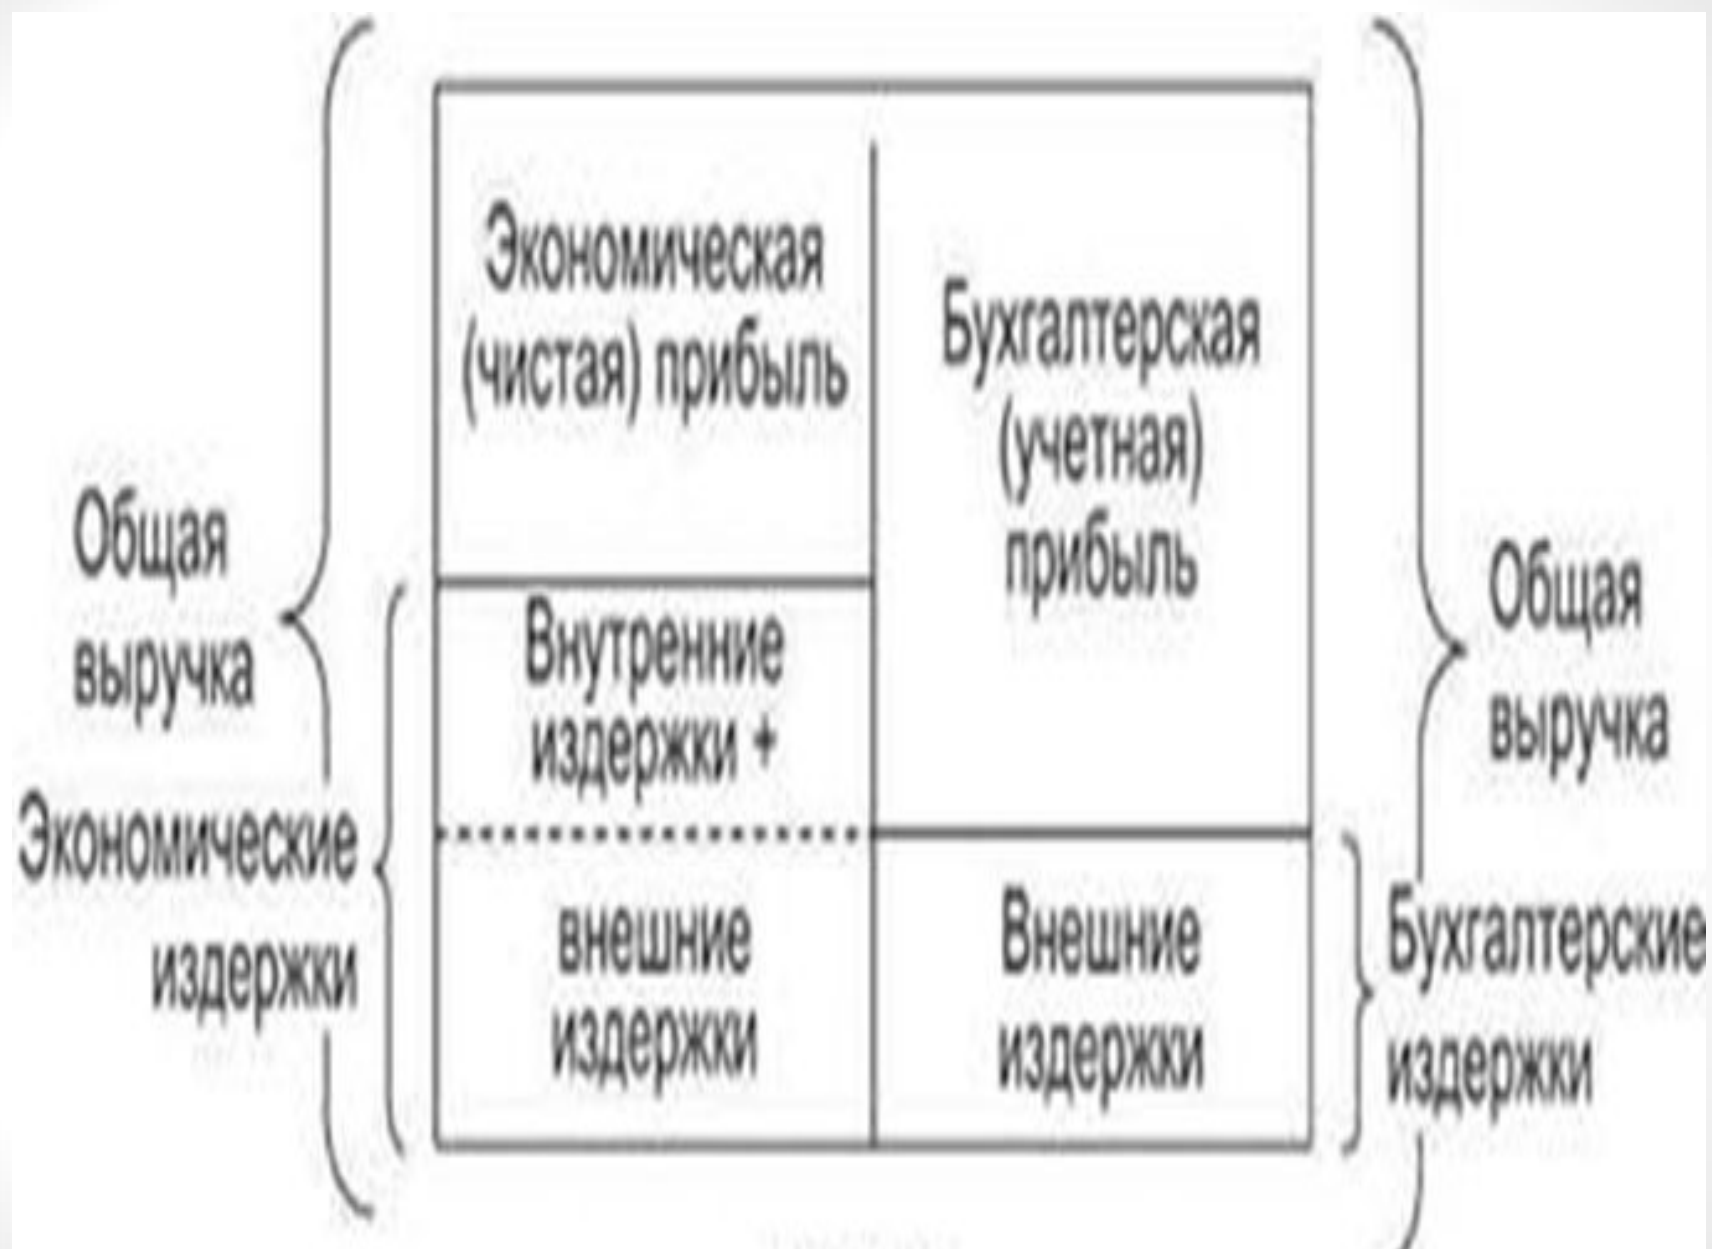 Общая
выручка
Экономические
издержки
Экономическая
(чистая) прибыль
Внутренние
издержки +
внешние
издержки
Бухгалтерская
(учетная)
прибыль
Внешние
издержки
Общая
выручка
Бухгалтерские
издержки